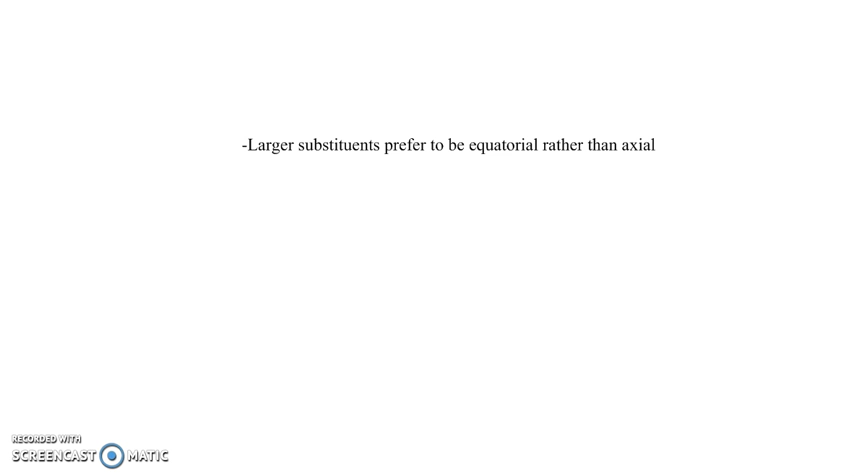 -Larger substituents prefer to be equatorial rather than axial
RECORDED WITH
SCREENCAST MATIC